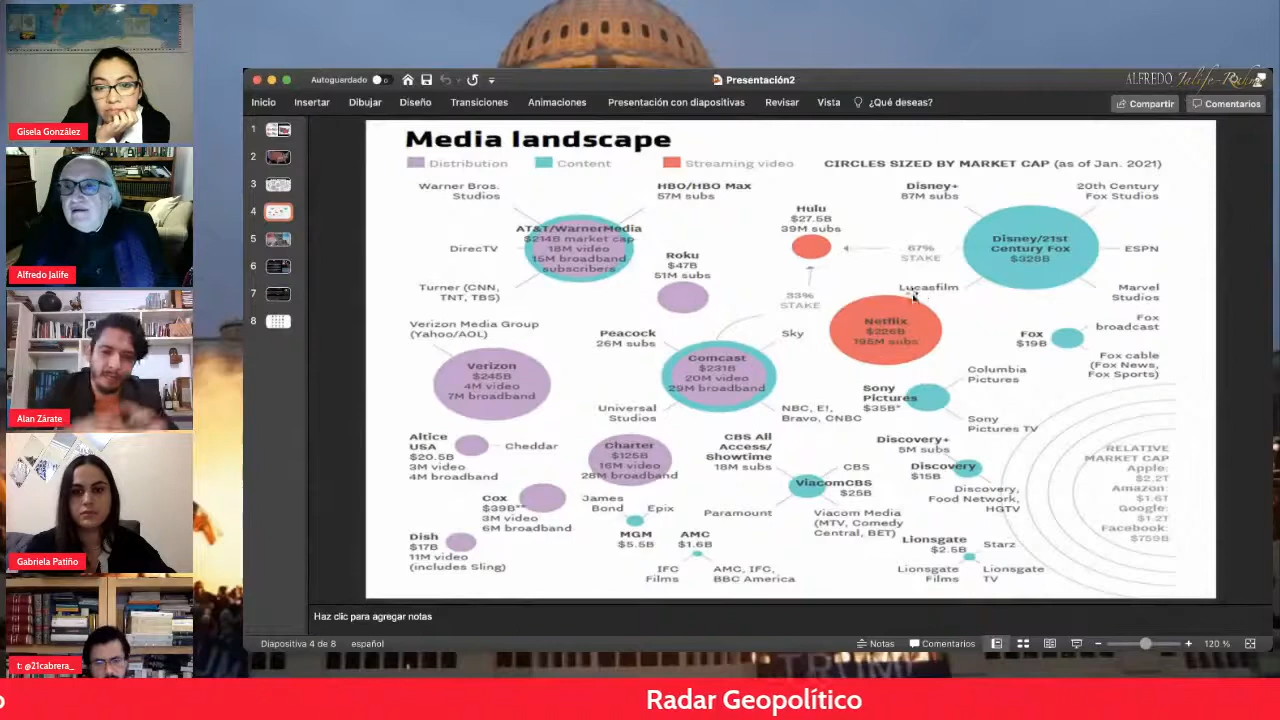 Gisela González
Alfredo Jalife
Alan Zárate
Gabriela Patiño
t: @21cabrera_
Autoguardado
Presentación2
ALFREDO Jalife-Rahme
Inicio
Insertar
Dibujar
Diseño
Transiciones
Animaciones
Presentación con diapositivas
Revisar
Vista
¿Qué deseas?
Compartir
Comentarios
1
2
3
4
5
6
7
8
Media landscape
Distribution
Content
Streaming video
CIRCLES SIZED BY MARKET CAP (as of Jan. 2021)
Warner Bros.
Studios
HBO/HBO Max
57M subs
DirecTV
AT&T/WarnerMedia
$214B market cap
18M video
15M broadband
subscribers
Turner (CNN,
TNT, TBS)
Roku
$47B
51M subs
Hulu
$27.5B
39M subs
67%
STAKE
33%
STAKE
Disney+
87M subs
20th Century
Fox Studios
Disney/21st
Century Fox
$328B
ESPN
Lucasfilm
Marvel
Studios
Verizon Media Group
(Yahoo/AOL)
Verizon
$245B
4M video
7M broadband
Peacock
26M subs
Sky
Comcast
$231B
20M video
29M broadband
Universal
Studios
NBC, E!,
Bravo, CNBC
Netflix
$226B
195M subs
Fox
$19B
Fox
broadcast
Fox cable
(Fox News,
Fox Sports)
Sony
Pictures
$35B*
Columbia
Pictures
Sony
Pictures TV
Altice
USA
$20.5B
3M video
4M broadband
Cheddar
Charter
$125B
16M video
28M broadband
CBS All
Access/
Showtime
18M subs
CBS
ViacomCBS
$25B
Paramount
Viacom Media
(MTV, Comedy
Central, BET)
Discovery+
5M subs
Discovery
$15B
Discovery,
Food Network,
HGTV
Cox
$39B**
3M video
6M broadband
James
Bond
Epix
MGM
$5.5B
AMC
$1.6B
IFC
Films
AMC, IFC,
BBC America
Dish
$17B
11M video
(includes Sling)
Lionsgate
$2.5B
Starz
Lionsgate
Films
Lionsgate
TV
RELATIVE
MARKET CAP
Apple:
$2.2T
Amazon:
$1.6T
Google:
$1.2T
Facebook:
$759B
Haz clic para agregar notas
Diapositiva 4 de 8
español
Notas
Comentarios
120 %
TRUMP
o
Radar Geopolítico